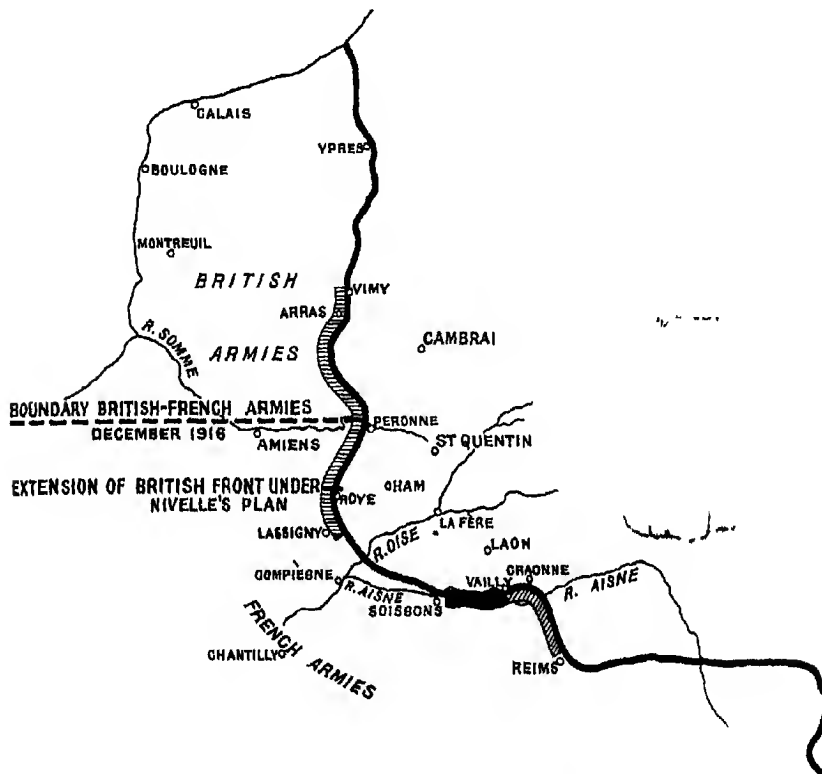 CALAIS
YPRES
BOULOGNE
MONTREUIL
BRITISH
VIMY
ARRAS
R. SOMME
CAMBRAI
ARMIES
BOUNDARY BRITISH-FRENCH ARMIES
DECEMBER 1916
PERONNE
AMIENS
ST QUENTIN
EXTENSION OF BRITISH FRONT UNDER
NIVELLE'S PLAN
HAM
ROYE
LA FÈRE
LASSIGNY
R. OISE
LAON
COMPIEGNE
R. AISNE
VAILLY
CRAONNE
R. AISNE
SOISSONS
FRENCH ARMIES
CHANTILLY
REIMS